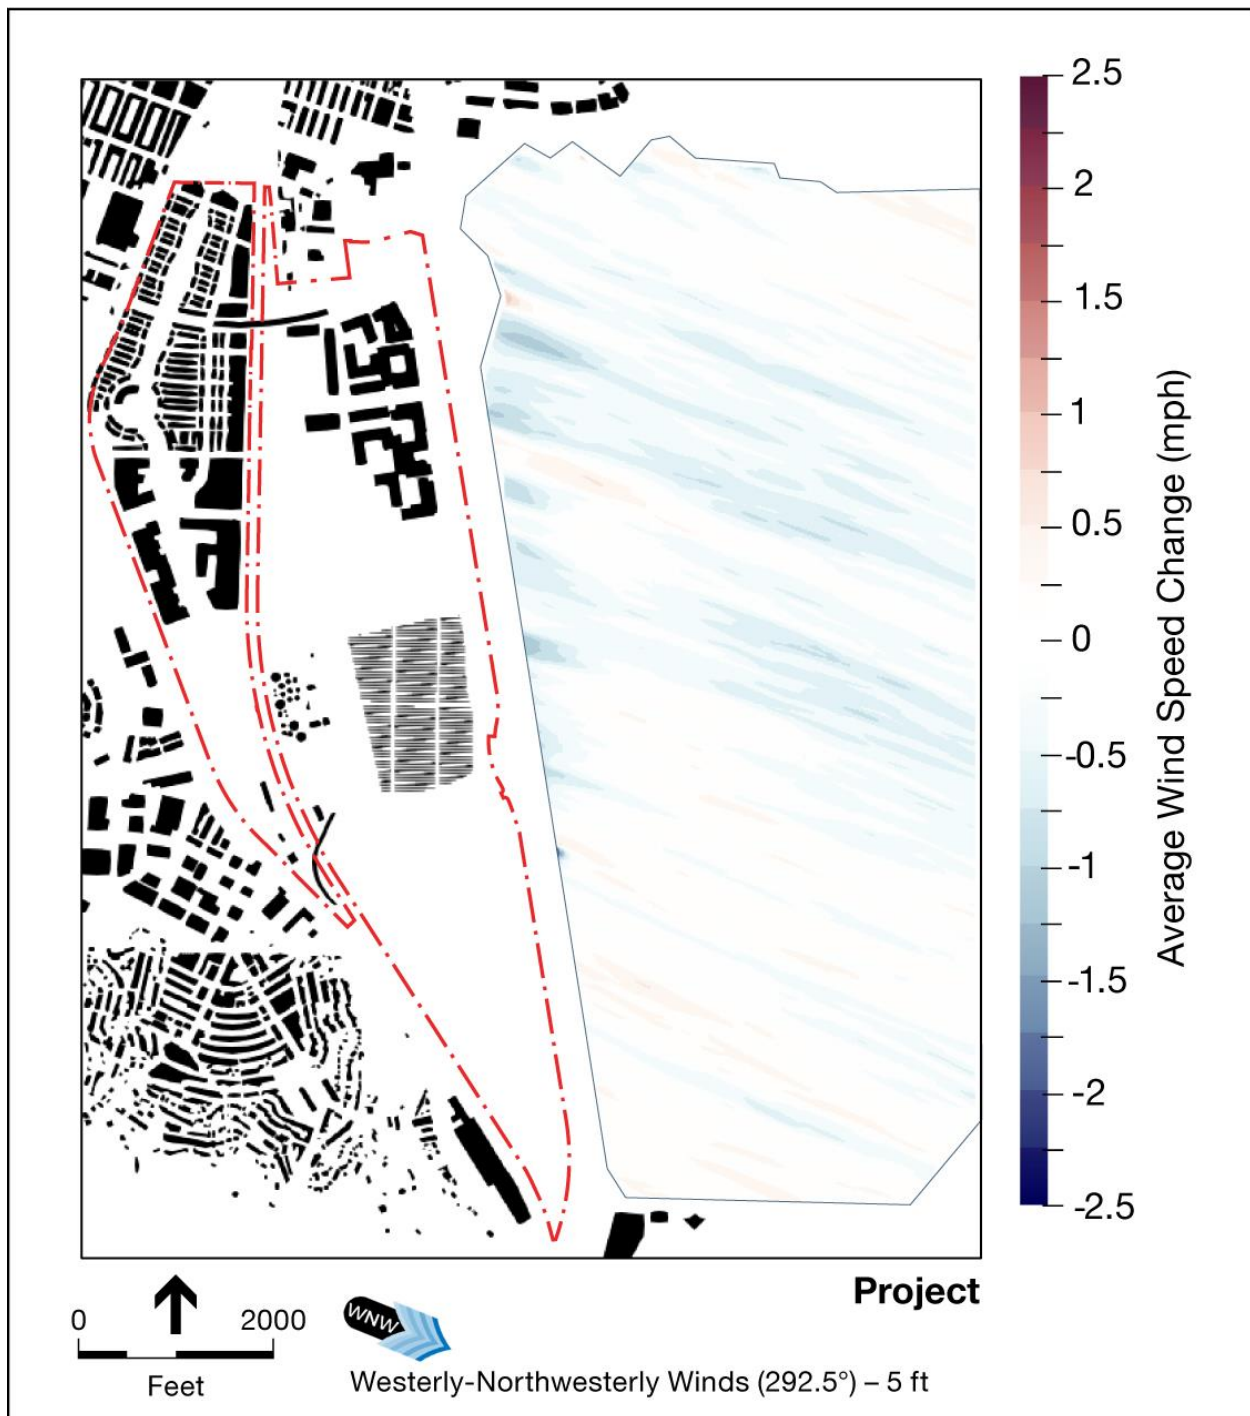 2.5
2
1.5
1
0.5
0
-0.5
-1
-1.5
-2
-2.5
Average Wind Speed Change (mph)
Project
0 2000
Feet
WNW
Westerly-Northwesterly Winds (292.5°) – 5 ft